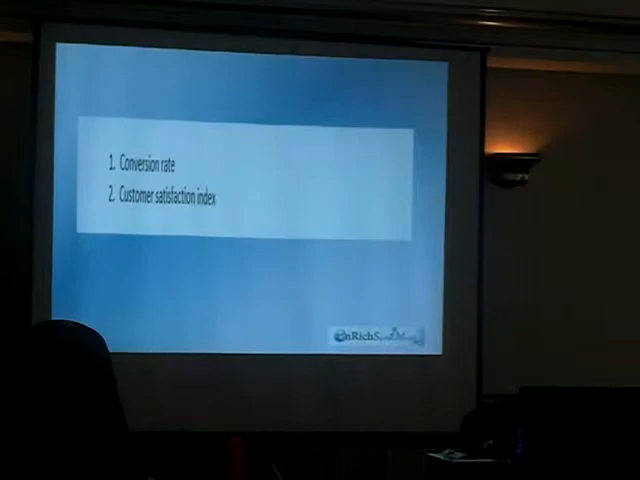 1. Conversion rate
2. Customer satisfaction index